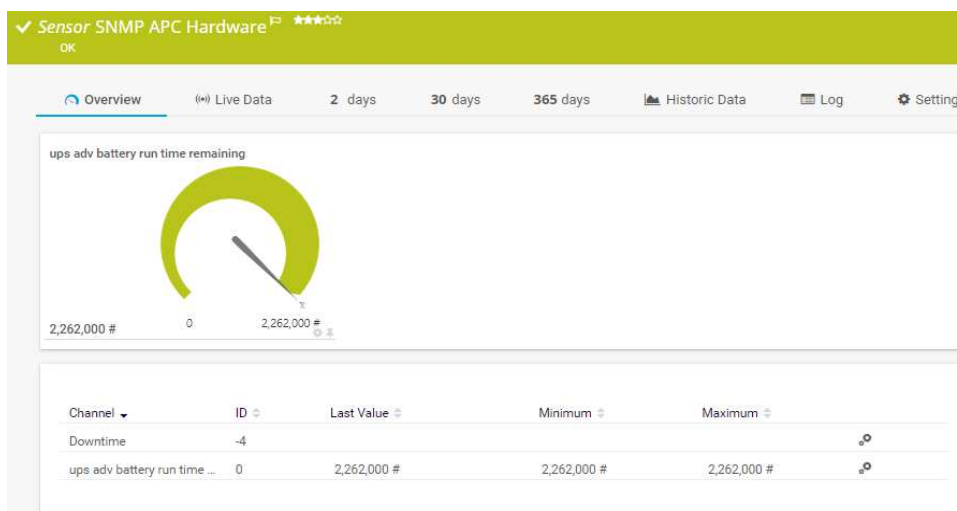 Sensor SNMP APC Hardware
OK
Overview Live Data 2 days 30 days 365 days Historic Data Log Setting
ups adv battery run time remaining
2,262,000 # 0 2,262,000 #
Channel ID Last Value Minimum Maximum
Downtime -4
ups adv battery run time ... 0 2,262,000 # 2,262,000 # 2,262,000 #